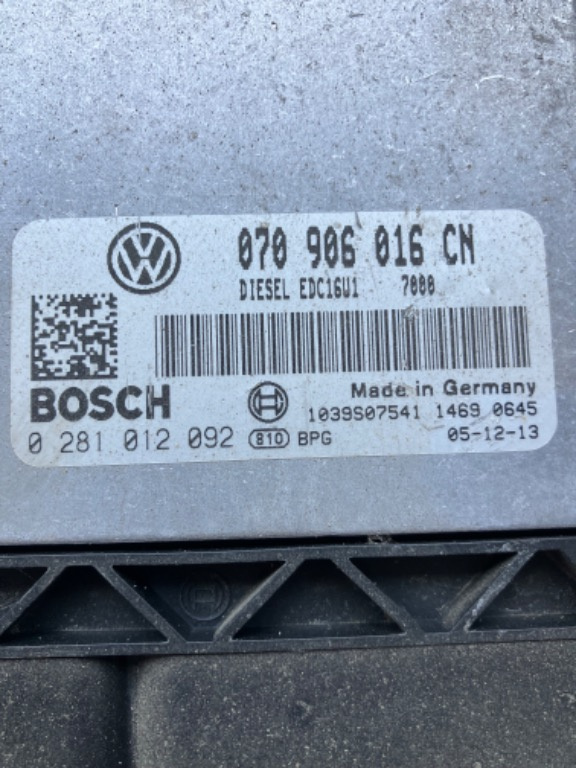 070 906 016 CN
DIESEL EDC16U1 7000
BOSCH
Made in Germany
1039S07541 1469 0645
0 281 012 092 810 BPG 05-12-13